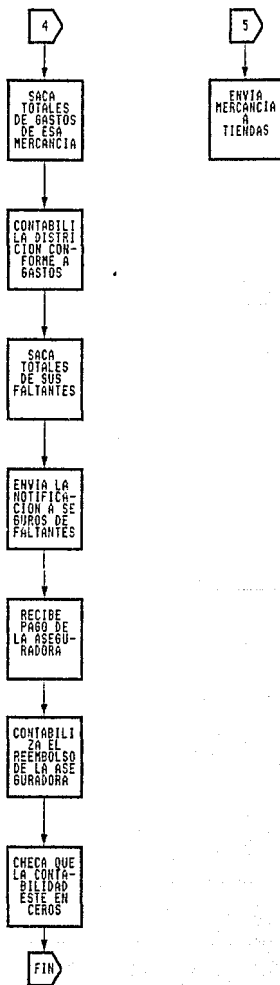 4
SACA
TOTALES
DE GASTOS
DE ESA
MERCANCIA
CONTABILI
LA DISTRI
CION CON-
FORME A
GASTOS
SACA
TOTALES
DE SUS
FALTANTES
ENVIA LA
NOTIFICA-
CION A SE
GUROS DE
FALTANTES
RECIBE
PAGO DE
LA ASEGU-
RADORA
CONTABILI
ZA EL
REEMBOLSO
DE LA ASE
GURADORA
CHECA QUE
LA CONTA-
BILIDAD
ESTE EN
CEROS
FIN
5
ENVIA
MERCANCIA
A
TIENDAS